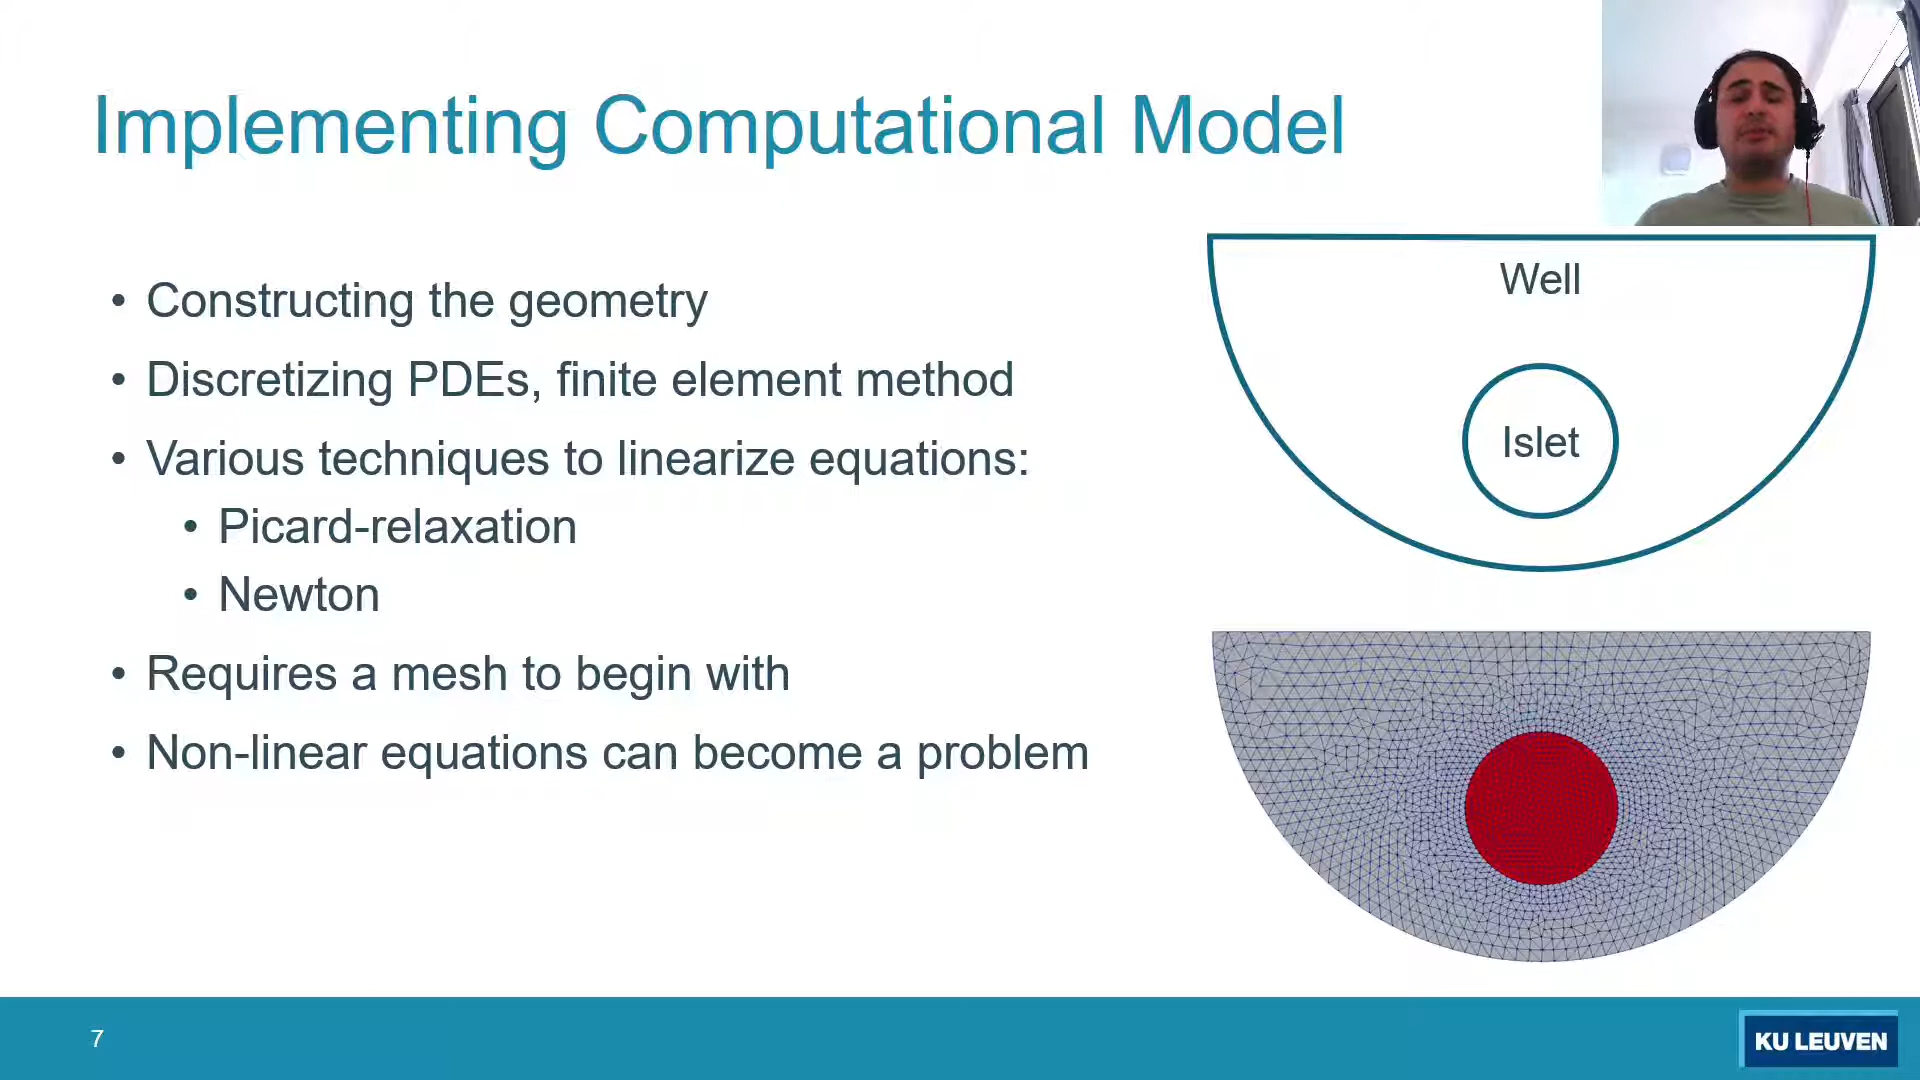 Implementing Computational Model
• Constructing the geometry
• Discretizing PDEs, finite element method
• Various techniques to linearize equations:
• Picard-relaxation
• Newton
• Requires a mesh to begin with
• Non-linear equations can become a problem
Well
Islet
7
KU LEUVEN